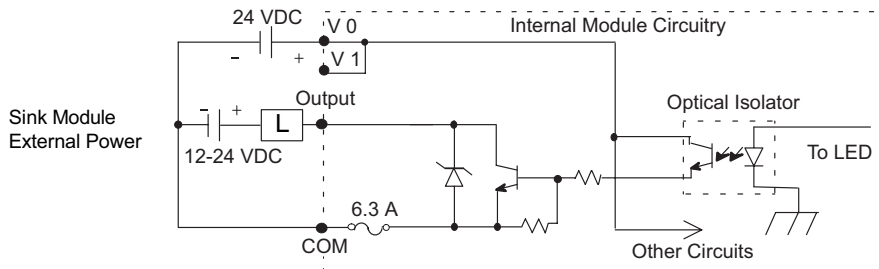 24 VDC
V 0
Internal Module Circuitry
- +
V 1
Output
Optical Isolator
Sink Module
External Power
- +
L
12-24 VDC
To LED
6.3 A
COM
Other Circuits